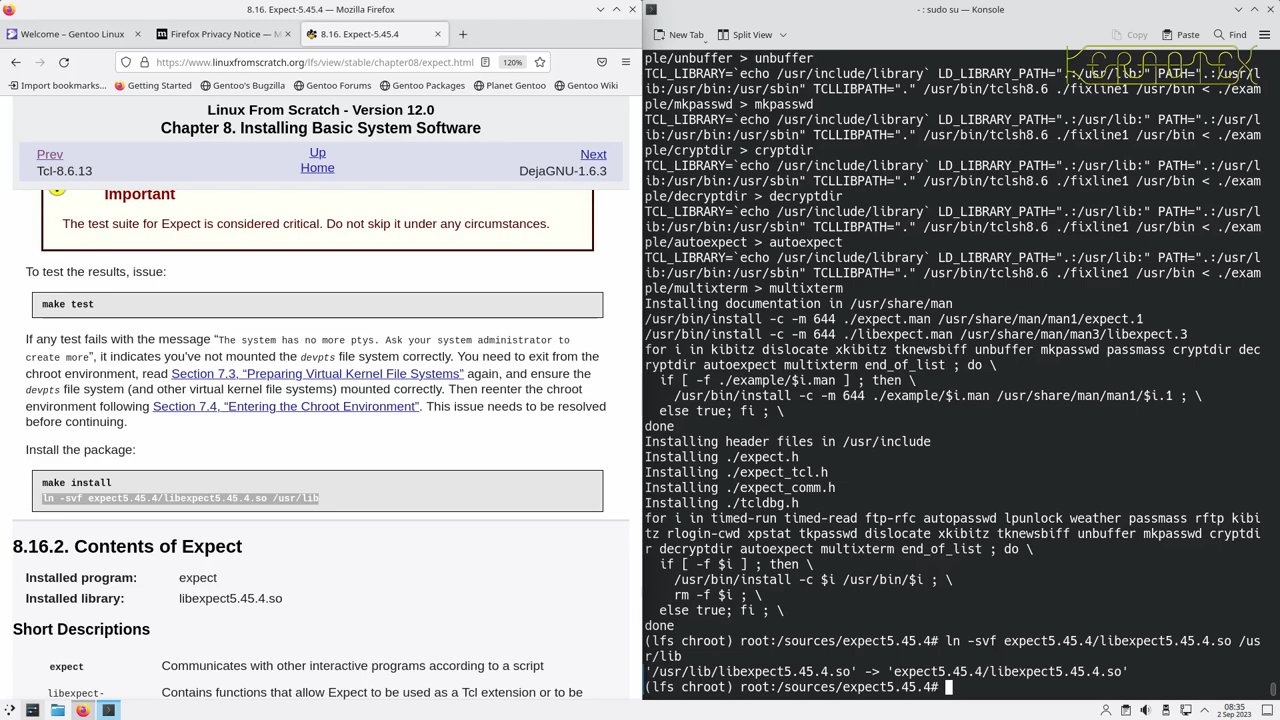 8.16. Expect-5.45.4 — Mozilla Firefox
Welcome – Gentoo Linux
Firefox Privacy Notice — M
8.16. Expect-5.45.4
https://www.linuxfromscratch.org/lfs/view/stable/chapter08/expect.html
120%
Import bookmarks...
Getting Started
Gentoo's Bugzilla
Gentoo Forums
Gentoo Packages
Planet Gentoo
Gentoo Wiki
Linux From Scratch - Version 12.0
Chapter 8. Installing Basic System Software
Prev
Up
Next
Tcl-8.6.13
Home
DejaGNU-1.6.3
Important
The test suite for Expect is considered critical. Do not skip it under any circumstances.
To test the results, issue:
make test
If any test fails with the message “The system has no more ptys. Ask your system administrator to
create more”, it indicates you've not mounted the devpts file system correctly. You need to exit from the
chroot environment, read Section 7.3, “Preparing Virtual Kernel File Systems” again, and ensure the
devpts file system (and other virtual kernel file systems) mounted correctly. Then reenter the chroot
environment following Section 7.4, “Entering the Chroot Environment”. This issue needs to be resolved
before continuing.
Install the package:
make install
ln -svf expect5.45.4/libexpect5.45.4.so /usr/lib
8.16.2. Contents of Expect
Installed program: expect
Installed library: libexpect5.45.4.so
Short Descriptions
expect Communicates with other interactive programs according to a script
libexpect- Contains functions that allow Expect to be used as a Tcl extension or to be
- : sudo su — Konsole
New Tab
Split View
Copy
Paste
Find
ple/unbuffer > unbuffer
TCL_LIBRARY=`echo /usr/include/library` LD_LIBRARY_PATH=".:/usr/lib:" PATH=".:/usr/l
ib:/usr/bin:/usr/sbin" TCLLIBPATH="." /usr/bin/tclsh8.6 ./fixline1 /usr/bin < ./exam
ple/mkpasswd > mkpasswd
TCL_LIBRARY=`echo /usr/include/library` LD_LIBRARY_PATH=".:/usr/lib:" PATH=".:/usr/l
ib:/usr/bin:/usr/sbin" TCLLIBPATH="." /usr/bin/tclsh8.6 ./fixline1 /usr/bin < ./exam
ple/cryptdir > cryptdir
TCL_LIBRARY=`echo /usr/include/library` LD_LIBRARY_PATH=".:/usr/lib:" PATH=".:/usr/l
ib:/usr/bin:/usr/sbin" TCLLIBPATH="." /usr/bin/tclsh8.6 ./fixline1 /usr/bin < ./exam
ple/decryptdir > decryptdir
TCL_LIBRARY=`echo /usr/include/library` LD_LIBRARY_PATH=".:/usr/lib:" PATH=".:/usr/l
ib:/usr/bin:/usr/sbin" TCLLIBPATH="." /usr/bin/tclsh8.6 ./fixline1 /usr/bin < ./exam
ple/autoexpect > autoexpect
TCL_LIBRARY=`echo /usr/include/library` LD_LIBRARY_PATH=".:/usr/lib:" PATH=".:/usr/l
ib:/usr/bin:/usr/sbin" TCLLIBPATH="." /usr/bin/tclsh8.6 ./fixline1 /usr/bin < ./exam
ple/multixterm > multixterm
Installing documentation in /usr/share/man
/usr/bin/install -c -m 644 ./expect.man /usr/share/man/man1/expect.1
/usr/bin/install -c -m 644 ./libexpect.man /usr/share/man/man3/libexpect.3
for i in kibitz dislocate xkibitz tknewsbiff unbuffer mkpasswd passmass cryptdir dec
ryptdir autoexpect multixterm end_of_list ; do \
if [ -f ./example/$i.man ] ; then \
/usr/bin/install -c -m 644 ./example/$i.man /usr/share/man/man1/$i.1 ; \
else true; fi ; \
done
Installing header files in /usr/include
Installing ./expect.h
Installing ./expect_tcl.h
Installing ./expect_comm.h
Installing ./tcldbg.h
for i in timed-run timed-read ftp-rfc autopasswd lpunlock weather passmass rftp kibi
tz rlogin-cwd xpstat tkpasswd dislocate xkibitz tknewsbiff unbuffer mkpasswd cryptdi
r decryptdir autoexpect multixterm end_of_list ; do \
if [ -f $i ] ; then \
/usr/bin/install -c $i /usr/bin/$i ; \
rm -f $i ; \
else true; fi ; \
done
(lfs chroot) root:/sources/expect5.45.4# ln -svf expect5.45.4/libexpect5.45.4.so /us
r/lib
'/usr/lib/libexpect5.45.4.so' -> 'expect5.45.4/libexpect5.45.4.so'
(lfs chroot) root:/sources/expect5.45.4#
08:35
2 Sep 2023